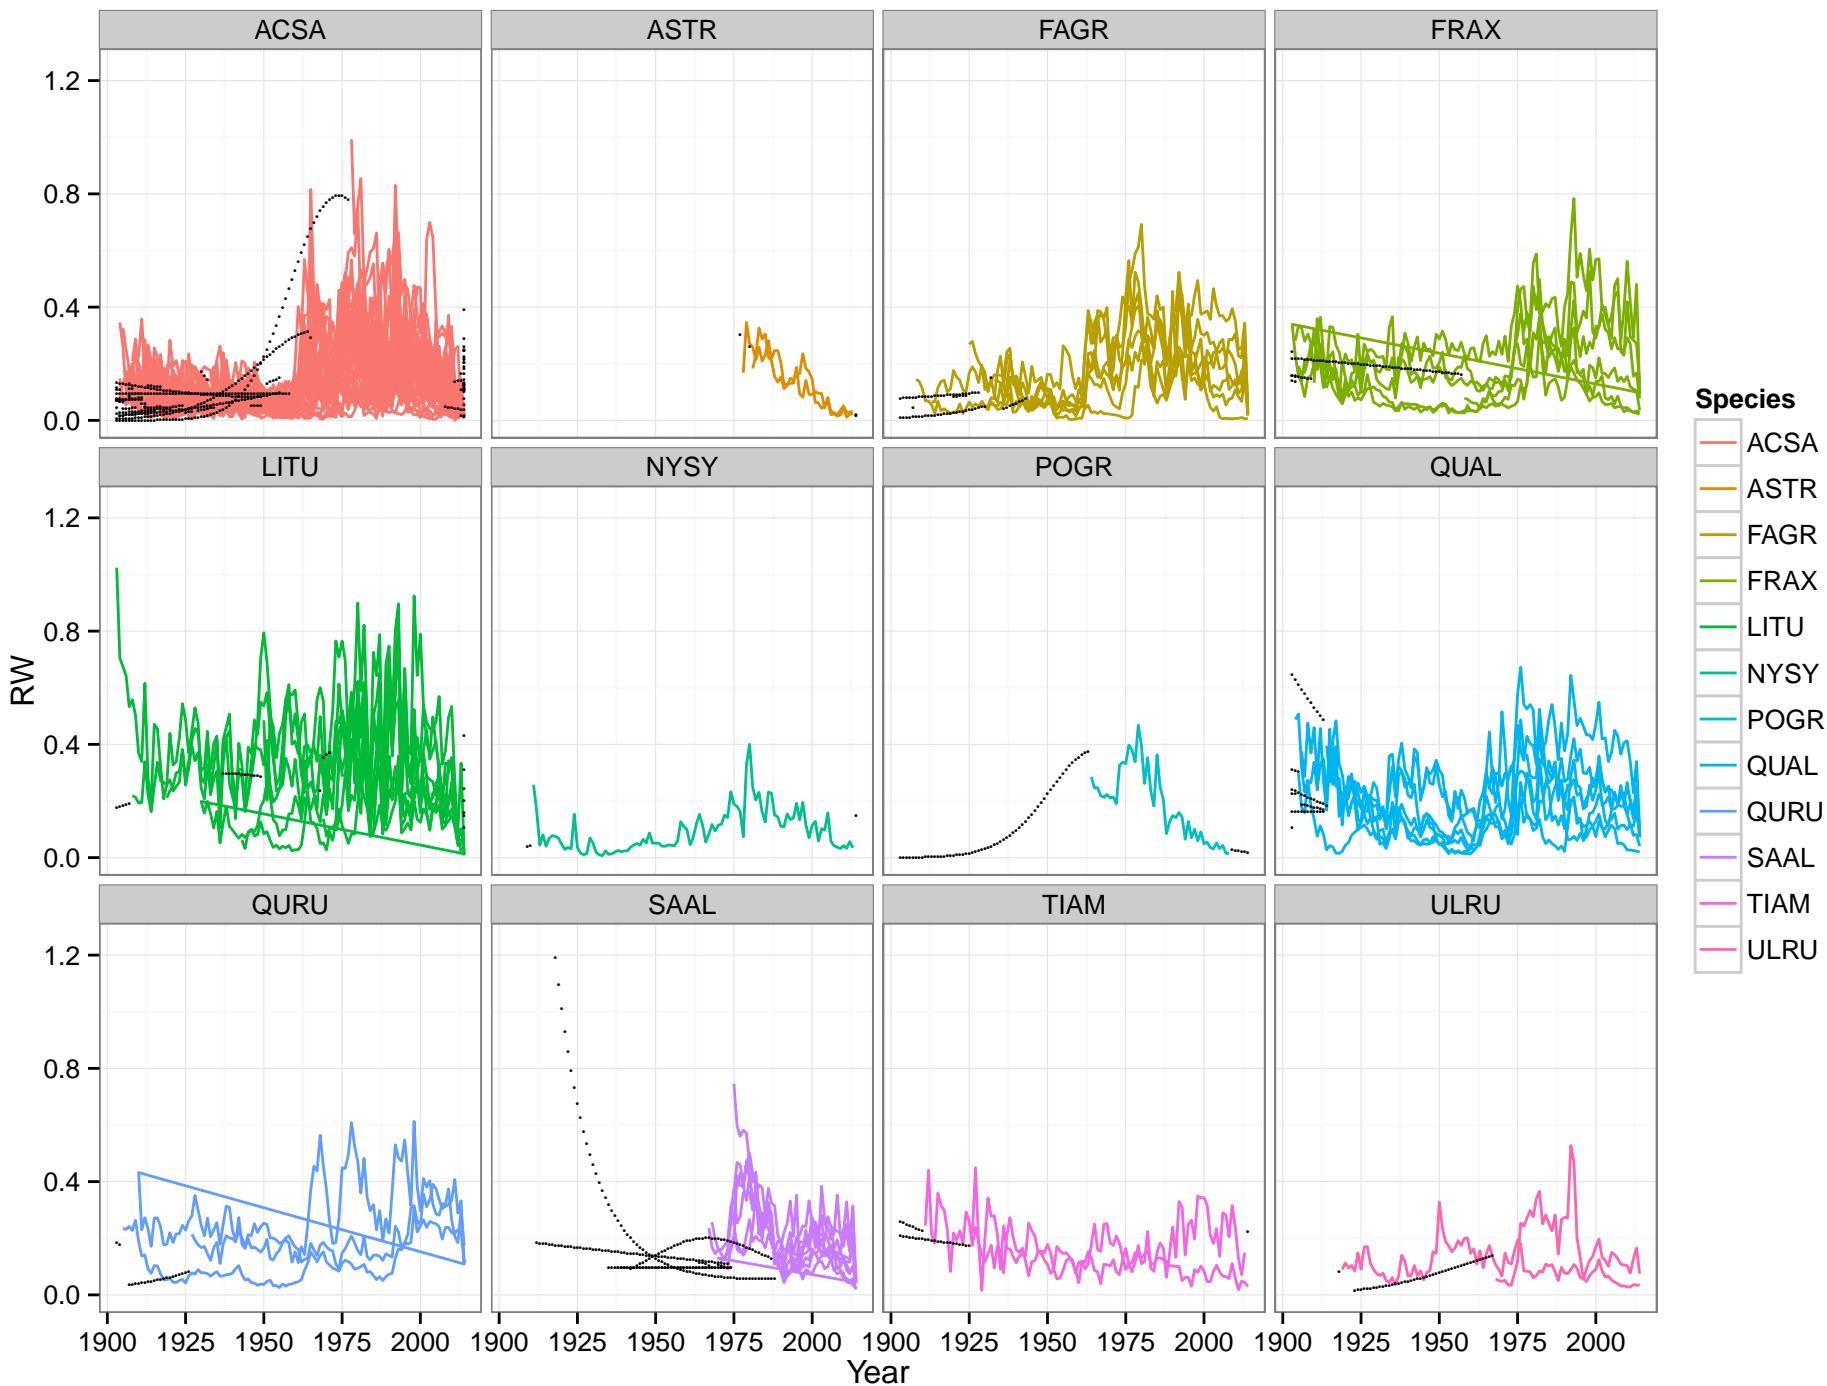 ACSA ASTR FAGR FRAX
1.2
0.8
0.4
0.0
LITU NYSY POGR QUAL
1.2
0.8
0.4
0.0
RW
QURU SAAL TIAM ULRU
1.2
0.8
0.4
0.0
1900 1925 1950 1975 2000 1900 1925 1950 1975 2000 1900 1925 1950 1975 2000 1900 1925 1950 1975 2000
Year
Species
ACSA
ASTR
FAGR
FRAX
LITU
NYSY
POGR
QUAL
QURU
SAAL
TIAM
ULRU